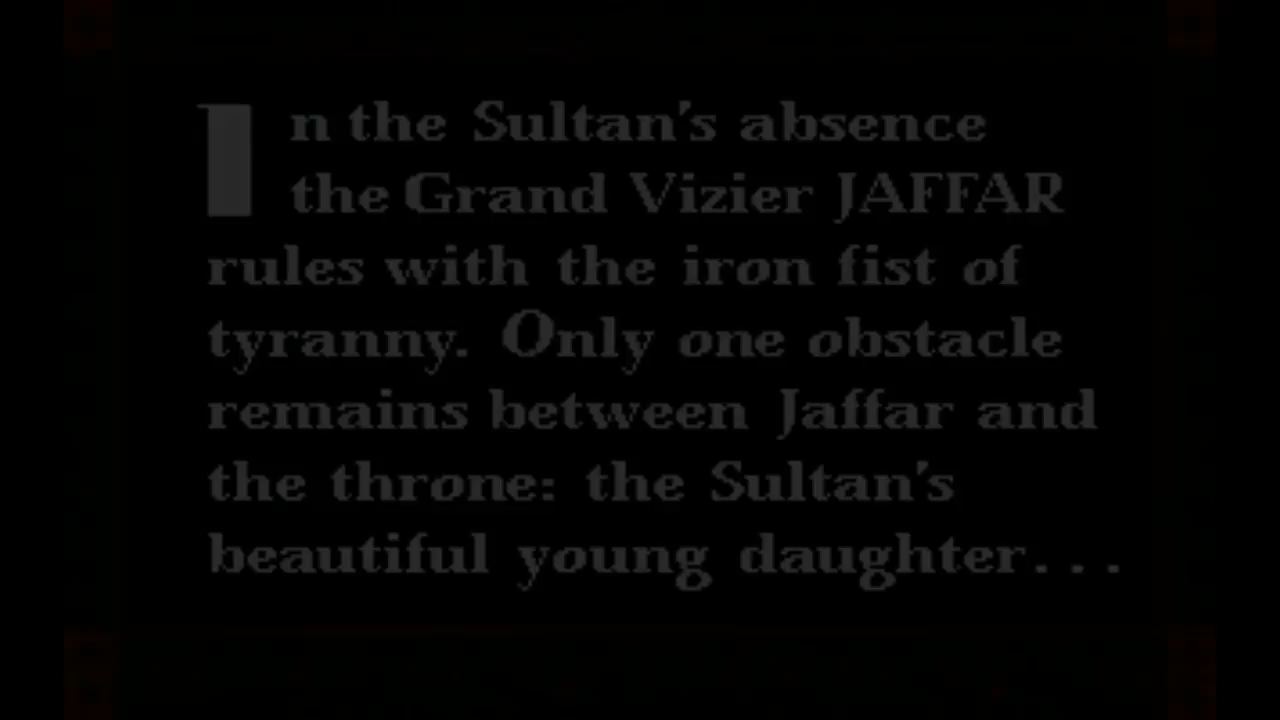 In the Sultan's absence
the Grand Vizier JAFFAR
rules with the iron fist of
tyranny. Only one obstacle
remains between Jaffar and
the throne: the Sultan's
beautiful young daughter...